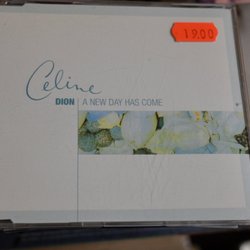 19,00
Celine
DION A NEW DAY HAS COME